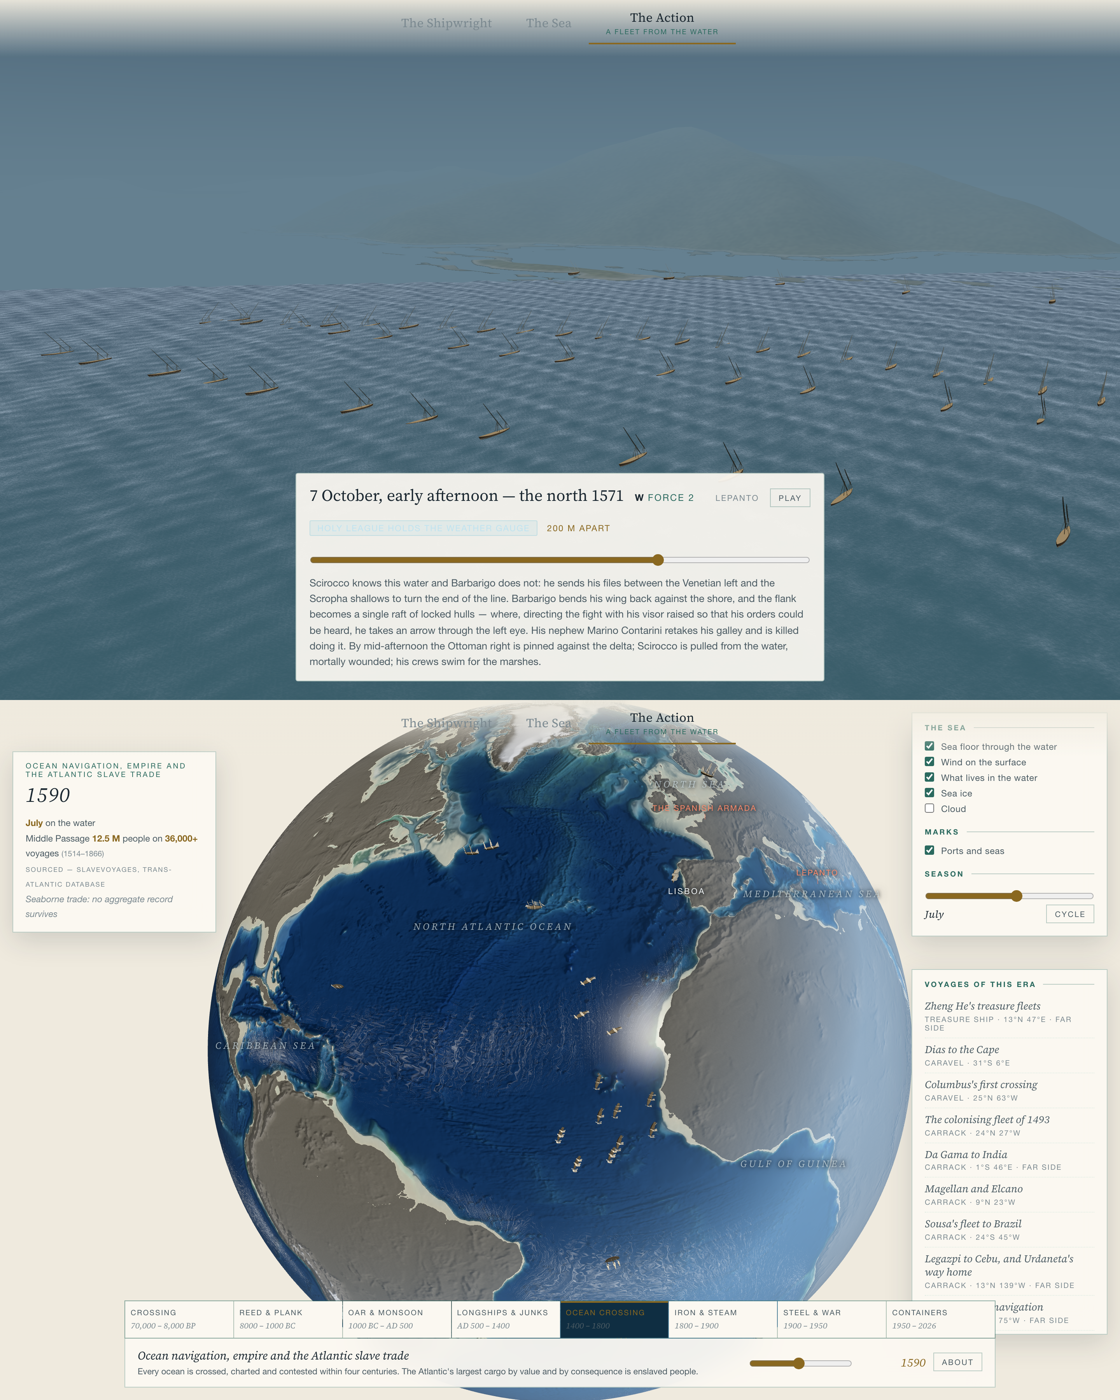 The Shipwright
The Sea
The Action
A FLEET FROM THE WATER
7 October, early afternoon — the north 1571
W FORCE 2
LEPANTO
PLAY
HOLY LEAGUE HOLDS THE WEATHER GAUGE
200 M APART
Scirocco knows this water and Barbarigo does not: he sends his files between the Venetian left and the
Scropha shallows to turn the end of the line. Barbarigo bends his wing back against the shore, and the flank
becomes a single raft of locked hulls — where, directing the fight with his visor raised so that his orders could
be heard, he takes an arrow through the left eye. His nephew Marino Contarini retakes his galley and is killed
doing it. By mid-afternoon the Ottoman right is pinned against the delta; Scirocco is pulled from the water,
mortally wounded; his crews swim for the marshes.
The Shipwright
The Sea
The Action
A FLEET FROM THE WATER
OCEAN NAVIGATION, EMPIRE AND
THE ATLANTIC SLAVE TRADE
1590
July on the water
Middle Passage 12.5 M people on 36,000+
voyages (1514–1866)
SOURCED — SLAVEVOYAGES, TRANS-
ATLANTIC DATABASE
Seaborne trade: no aggregate record
survives
NORTH SEA
THE SPANISH ARMADA
LEPANTO
LISBOA
MEDITERRANEAN SEA
NORTH ATLANTIC OCEAN
CARIBBEAN SEA
GULF OF GUINEA
THE SEA
Sea floor through the water
Wind on the surface
What lives in the water
Sea ice
Cloud
MARKS
Ports and seas
SEASON
July
CYCLE
VOYAGES OF THIS ERA
Zheng He's treasure fleets
TREASURE SHIP · 13°N 47°E · FAR
SIDE
Dias to the Cape
CARAVEL · 31°S 6°E
Columbus's first crossing
CARAVEL · 25°N 63°W
The colonising fleet of 1493
CARRACK · 24°N 27°W
Da Gama to India
CARRACK · 1°S 46°E · FAR SIDE
Magellan and Elcano
CARRACK · 9°N 23°W
Sousa's fleet to Brazil
CARRACK · 24°S 45°W
Legazpi to Cebu, and Urdaneta's
way home
CARRACK · 13°N 139°W · FAR SIDE
navigation
75°W · FAR SIDE
CROSSING
70,000 – 8,000 BP
REED & PLANK
8000 – 1000 BC
OAR & MONSOON
1000 BC – AD 500
LONGSHIPS & JUNKS
AD 500 – 1400
OCEAN CROSSING
1400 – 1800
IRON & STEAM
1800 – 1900
STEEL & WAR
1900 – 1950
CONTAINERS
1950 – 2026
Ocean navigation, empire and the Atlantic slave trade
Every ocean is crossed, charted and contested within four centuries. The Atlantic's largest cargo by value and by consequence is enslaved people.
1590
ABOUT